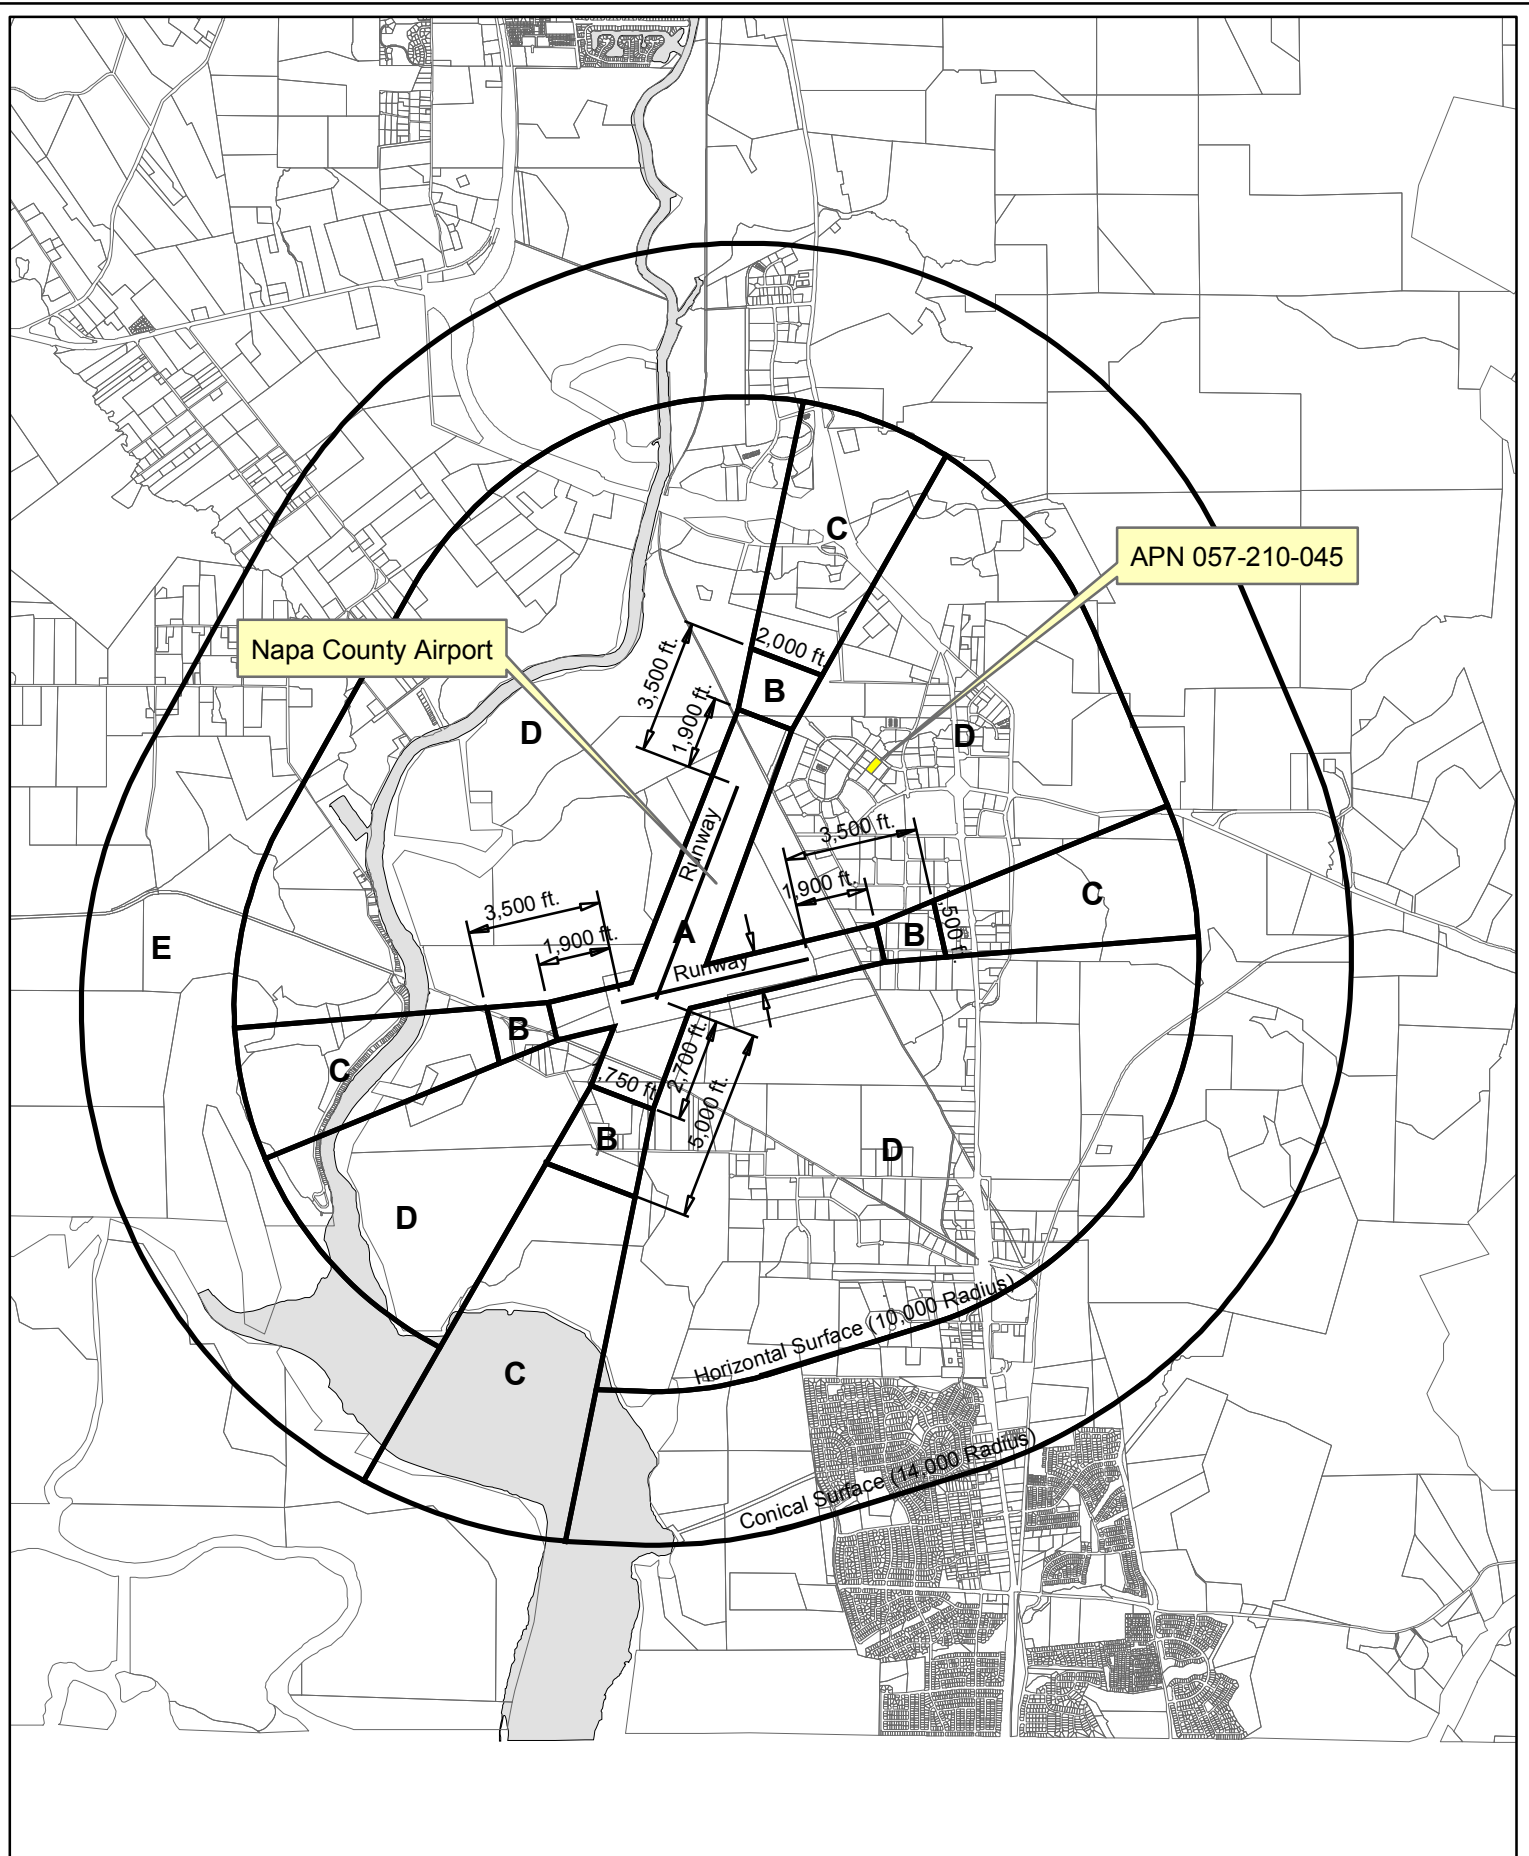 C
APN 057-210-045
Napa County Airport
2,000 ft.
3,500 ft.
B
1,900 ft.
D
D
Runway
3,500 ft.
1,900 ft.
C
3,500 ft.
1,900 ft.
A
B
,500 ft.
E
Runway
B
C
2,700 ft.
,750 ft
5,000 ft.
B
D
D
Horizontal Surface (10,000 Radius)
C
Conical Surface (14,000 Radius)